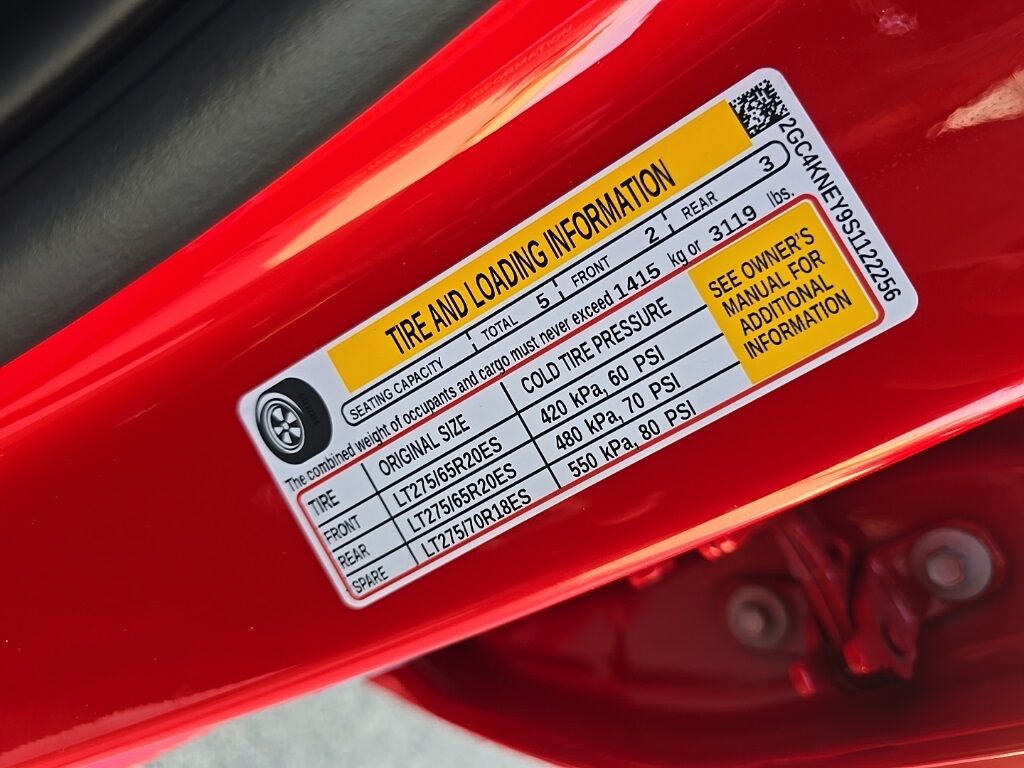 TIRE AND LOADING INFORMATION
SEATING CAPACITY TOTAL 5 FRONT 2 REAR 3
The combined weight of occupants and cargo must never exceed 1415 kg or 3119 lbs.
TIRE ORIGINAL SIZE COLD TIRE PRESSURE
FRONT LT275/65R20ES 420 kPa, 60 PSI
REAR LT275/65R20ES 480 kPa, 70 PSI
SPARE LT275/70R18ES 550 kPa, 80 PSI
SEE OWNER'S
MANUAL FOR
ADDITIONAL
INFORMATION
2GC4KNEY9S1122256